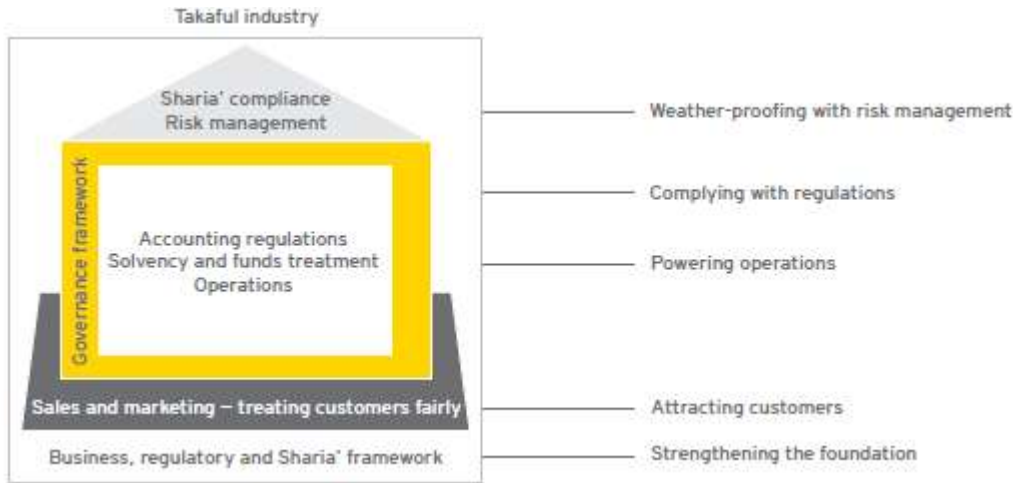 Takaful industry
Sharia' compliance
Risk management
Weather-proofing with risk management
Governance framework
Complying with regulations
Accounting regulations
Solvency and funds treatment
Operations
Powering operations
Sales and marketing – treating customers fairly
Attracting customers
Business, regulatory and Sharia' framework
Strengthening the foundation